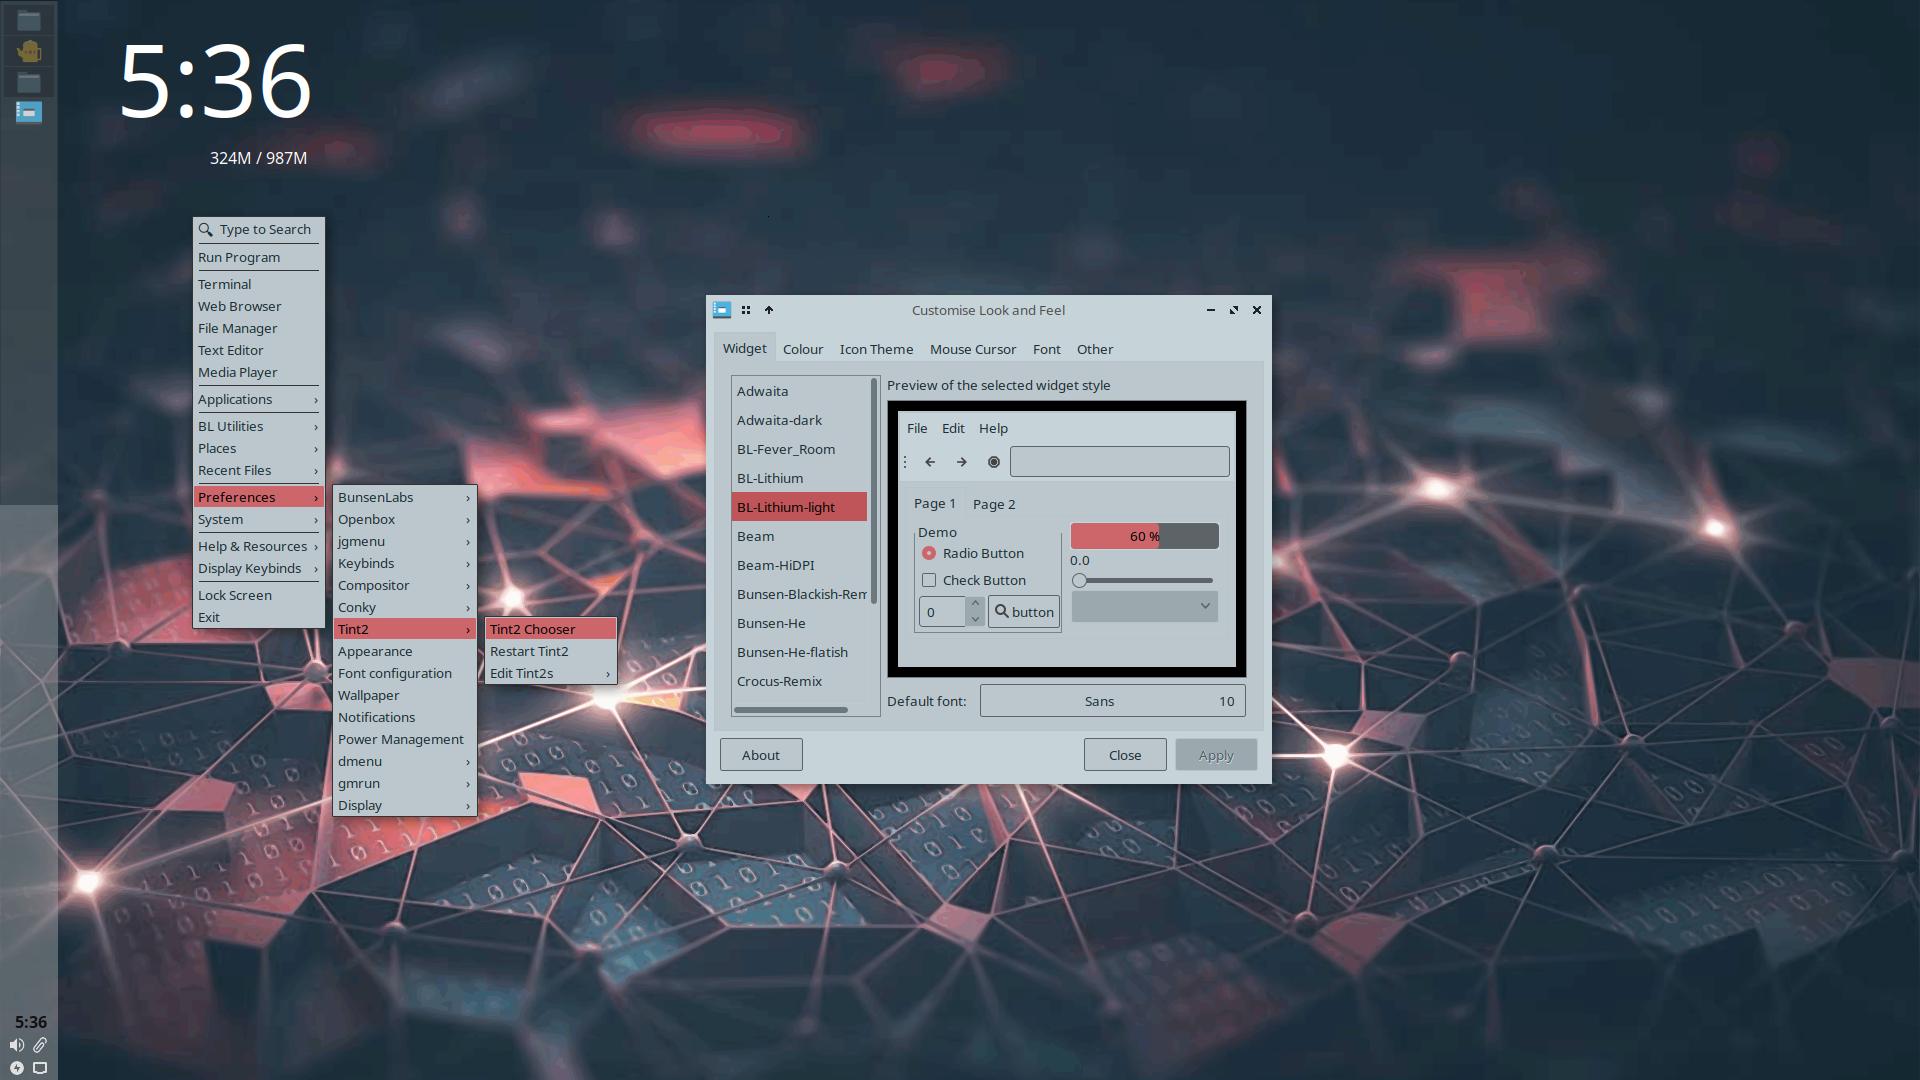 5:36
324M / 987M
Type to Search
Run Program
Terminal
Web Browser
File Manager
Text Editor
Media Player
Applications ›
BL Utilities ›
Places ›
Recent Files ›
Preferences ›
System ›
Help & Resources ›
Display Keybinds ›
Lock Screen
Exit
BunsenLabs ›
Openbox ›
jgmenu ›
Keybinds ›
Compositor ›
Conky ›
Tint2 ›
Appearance
Font configuration
Wallpaper
Notifications
Power Management
dmenu ›
gmrun ›
Display ›
Tint2 Chooser
Restart Tint2
Edit Tint2s ›
Customise Look and Feel
Widget Colour Icon Theme Mouse Cursor Font Other
Adwaita
Adwaita-dark
BL-Fever_Room
BL-Lithium
BL-Lithium-light
Beam
Beam-HiDPI
Bunsen-Blackish-Rem
Bunsen-He
Bunsen-He-flatish
Crocus-Remix
Preview of the selected widget style
File Edit Help
Page 1 Page 2
Demo
Radio Button
Check Button
0 button
60 %
0.0
Default font: Sans 10
About Close Apply
5:36